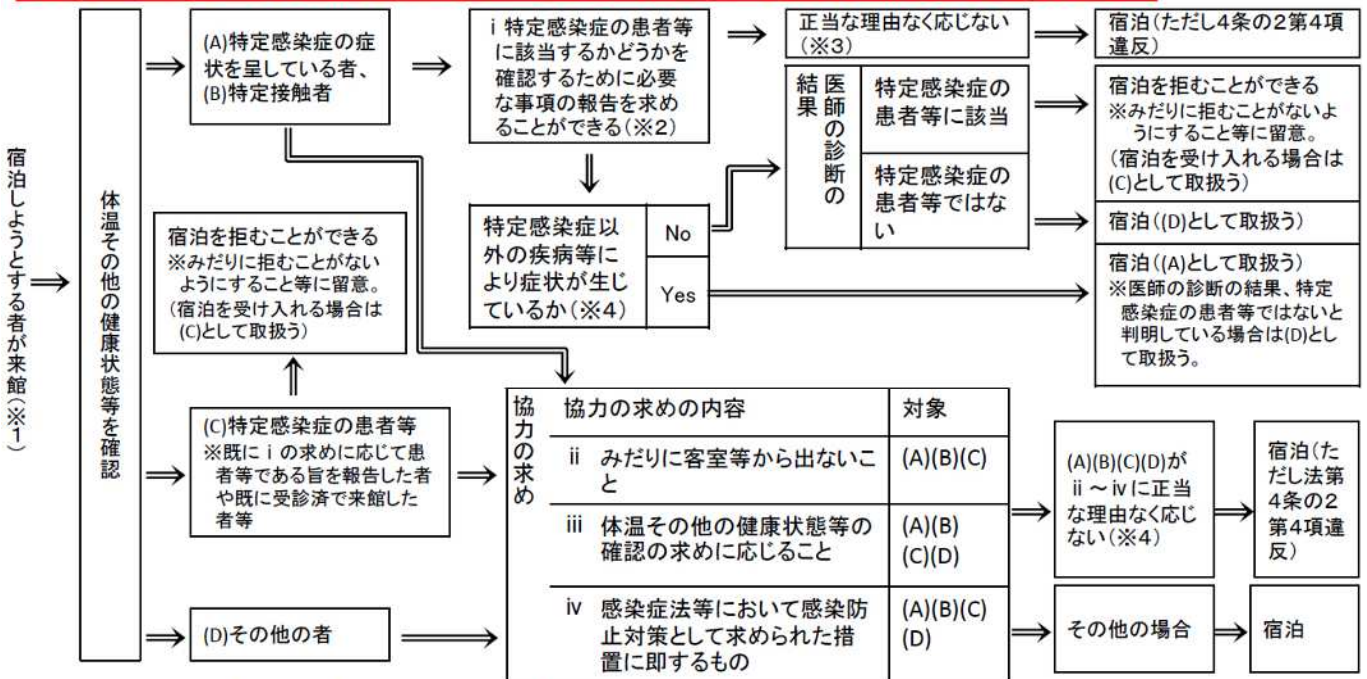 宿泊しようとする者が来館(※1)
体温その他の健康状態等を確認
(A)特定感染症の症
状を呈している者、
(B)特定接触者
i 特定感染症の患者等
に該当するかどうかを
確認するために必要
な事項の報告を求め
ることができる(※2)
正当な理由なく応じない
(※3)
宿泊(ただし4条の2第4項
違反)
特定感染症以
外の疾病等に
より症状が生じ
ているか(※4)
No
Yes
医師の診断の
結果
特定感染症の
患者等に該当
特定感染症の
患者等ではな
い
宿泊を拒むことができる
※みだりに拒むことがないよ
うにすること等に留意。
(宿泊を受け入れる場合は
(C)として取扱う)
宿泊((D)として取扱う)
宿泊((A)として取扱う)
※医師の診断の結果、特定
感染症の患者等ではないと
判明している場合は(D)とし
て取扱う。
宿泊を拒むことができる
※みだりに拒むことがない
ようにすること等に留意。
(宿泊を受け入れる場合は
(C)として取扱う)
(C)特定感染症の患者等
※既にiの求めに応じて患
者等である旨を報告した者
や既に受診済で来館した
者等
(D)その他の者
協力の求め
協力の求めの内容
対象
ii みだりに客室等から出ないこ
と
(A)(B)(C)
iii 体温その他の健康状態等の
確認の求めに応じること
(A)(B)
(C)(D)
iv 感染症法等において感染防
止対策として求められた措
置に即するもの
(A)(B)(C)
(D)
(A)(B)(C)(D)が
ii～ivに正当
な理由なく応じ
ない(※4)
宿泊(た
だし法第
4条の2
第4項違
反)
その他の場合
宿泊